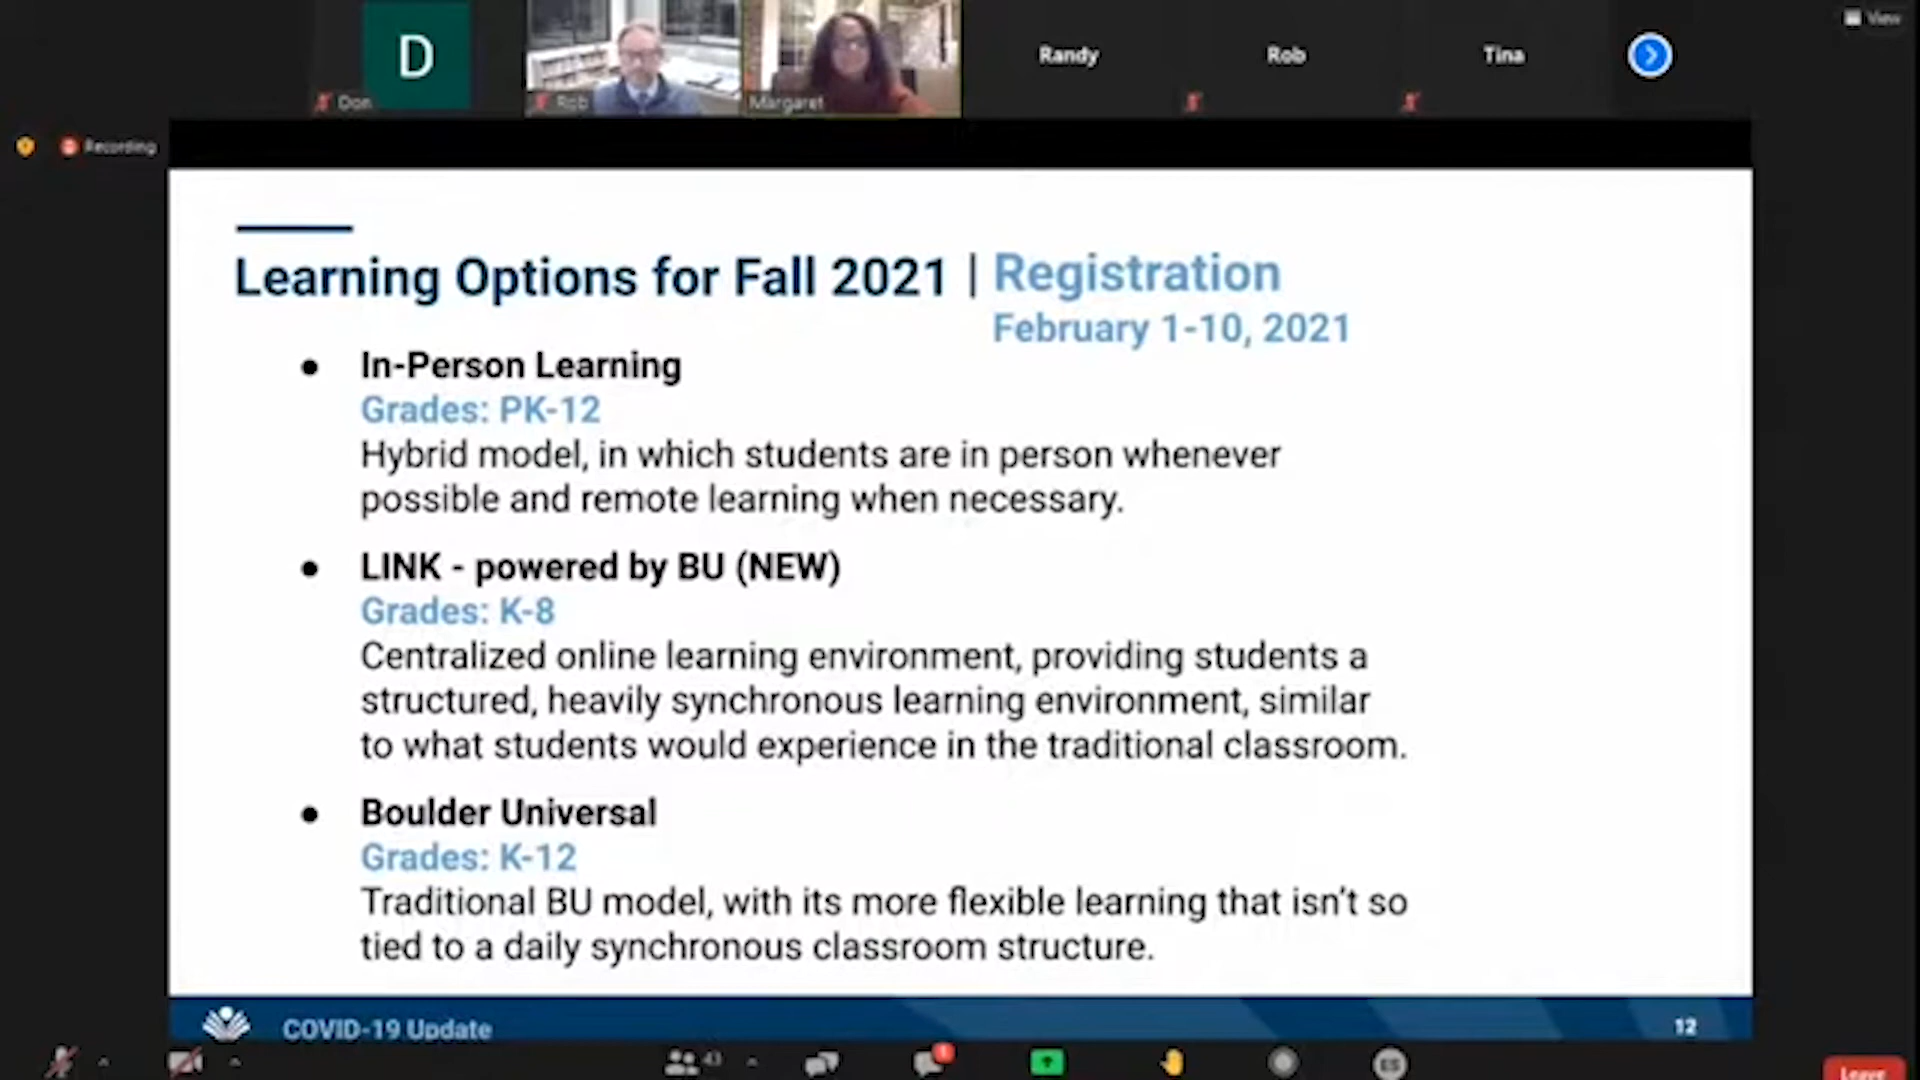 D
Don
Rob
Margaret
Randy
Rob
Tina
View
Recording
Learning Options for Fall 2021 | Registration
February 1-10, 2021
● In-Person Learning
Grades: PK-12
Hybrid model, in which students are in person whenever
possible and remote learning when necessary.
● LINK - powered by BU (NEW)
Grades: K-8
Centralized online learning environment, providing students a
structured, heavily synchronous learning environment, similar
to what students would experience in the traditional classroom.
● Boulder Universal
Grades: K-12
Traditional BU model, with its more flexible learning that isn't so
tied to a daily synchronous classroom structure.
COVID-19 Update
12
43
1
Leave